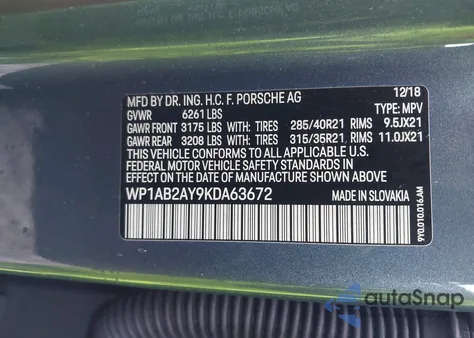 MFD BY DR. ING. H.C. F. PORSCHE AG 12/18
GVWR 6261 LBS TYPE: MPV
GAWR FRONT 3175 LBS WITH: TIRES 285/40R21 RIMS 9.5JX21
GAWR REAR 3208 LBS WITH: TIRES 315/35R21 RIMS 11.0JX21
THIS VEHICLE CONFORMS TO ALL APPLICABLE
FEDERAL MOTOR VEHICLE SAFETY STANDARDS IN
EFFECT ON THE DATE OF MANUFACTURE SHOWN ABOVE
WP1AB2AY9KDA63672 MADE IN SLOVAKIA
9Y0.010.016.AM
autoSnap